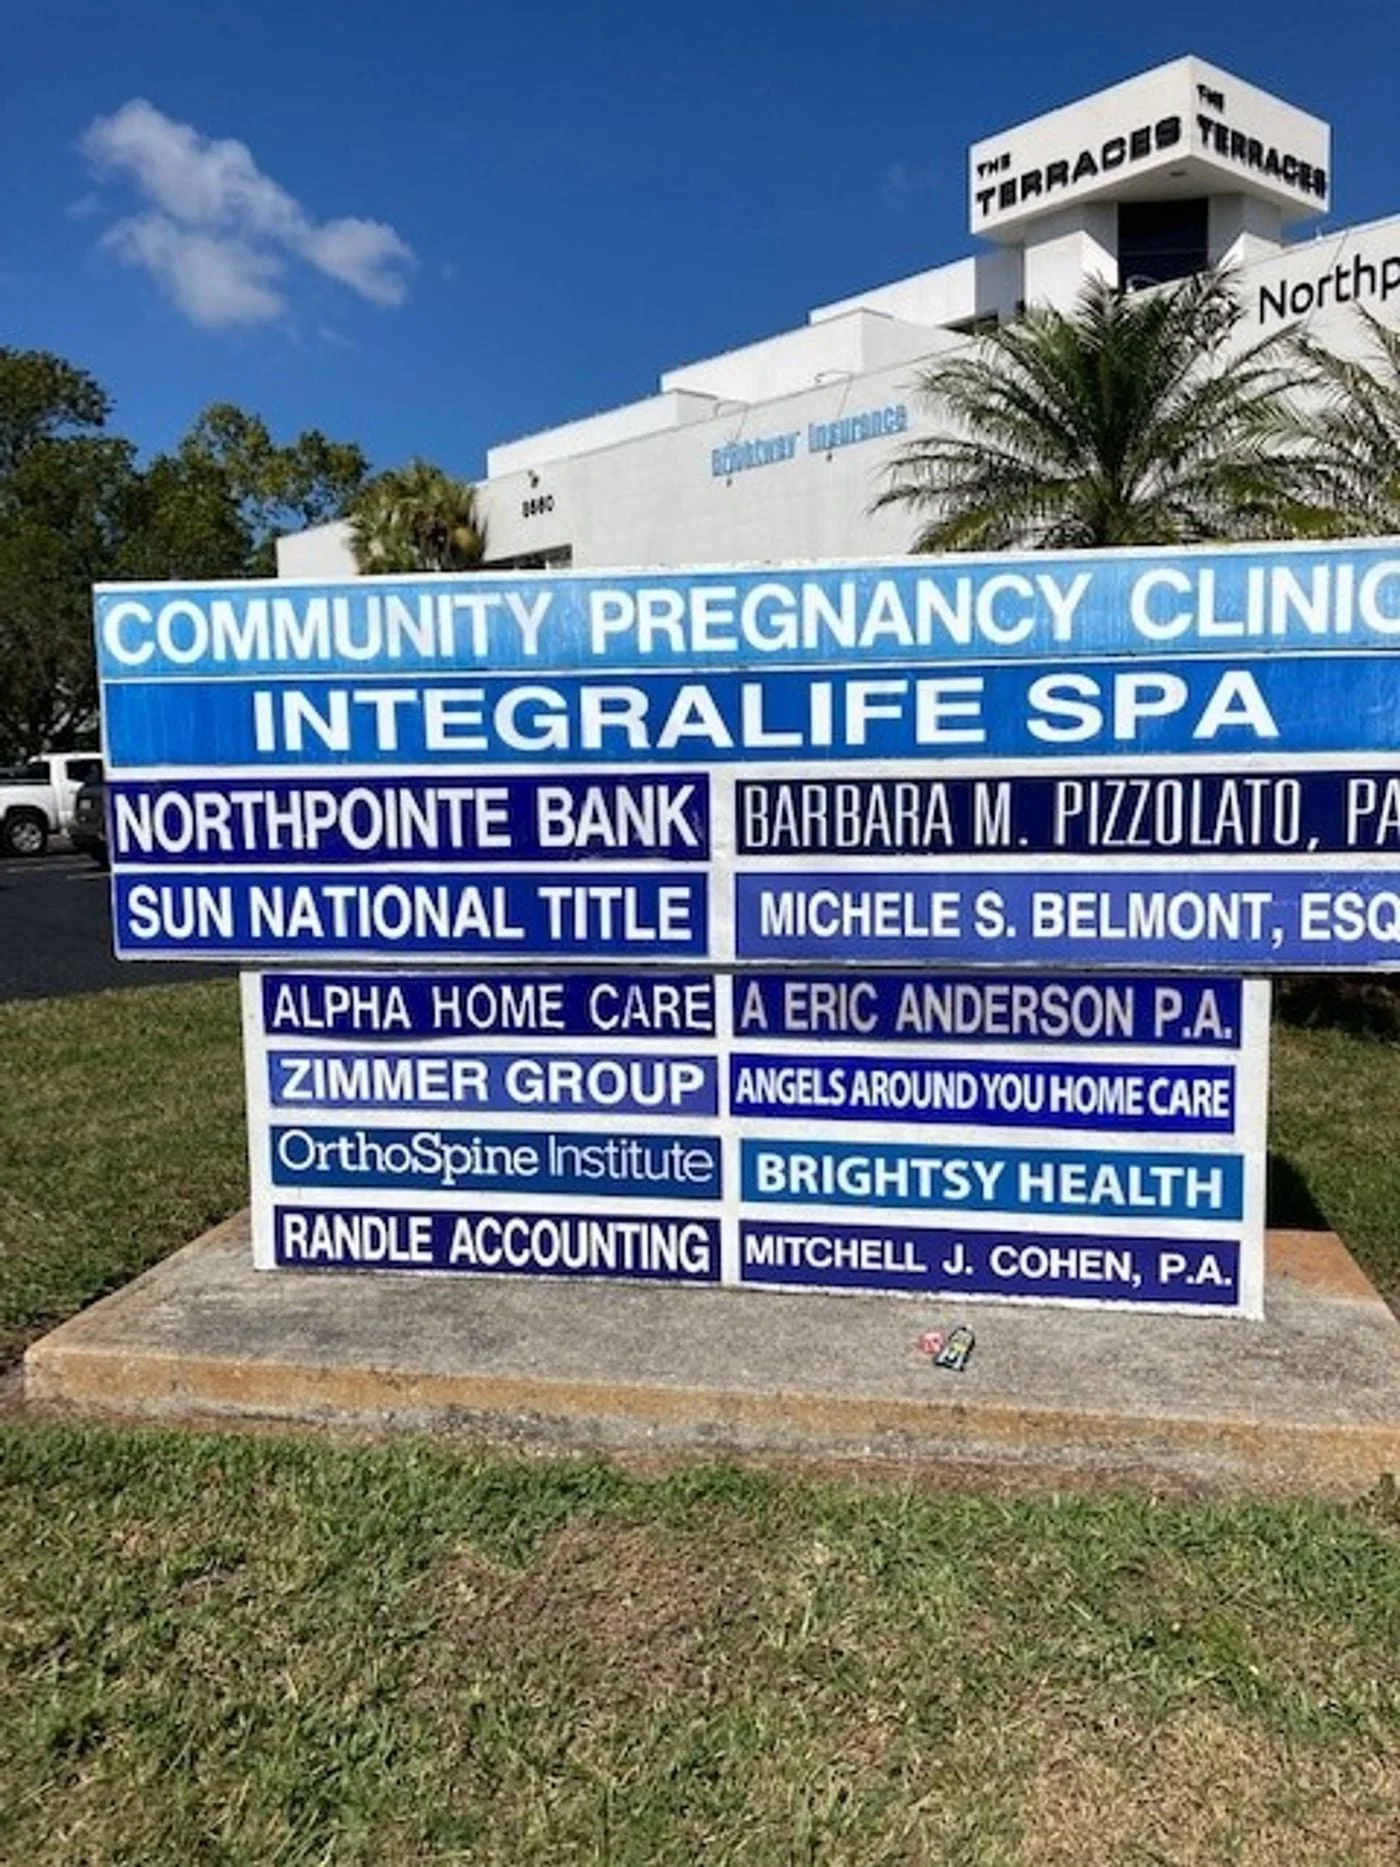 THE
TERRACES
THE
TERRACES
Northp
Brightway Insurance
COMMUNITY PREGNANCY CLINIC
INTEGRALIFE SPA
NORTHPOINTE BANK
BARBARA M. PIZZOLATO, PA
SUN NATIONAL TITLE
MICHELE S. BELMONT, ESQ
ALPHA HOME CARE
A ERIC ANDERSON P.A.
ZIMMER GROUP
ANGELS AROUND YOU HOME CARE
OrthoSpine Institute
BRIGHTSY HEALTH
RANDLE ACCOUNTING
MITCHELL J. COHEN, P.A.